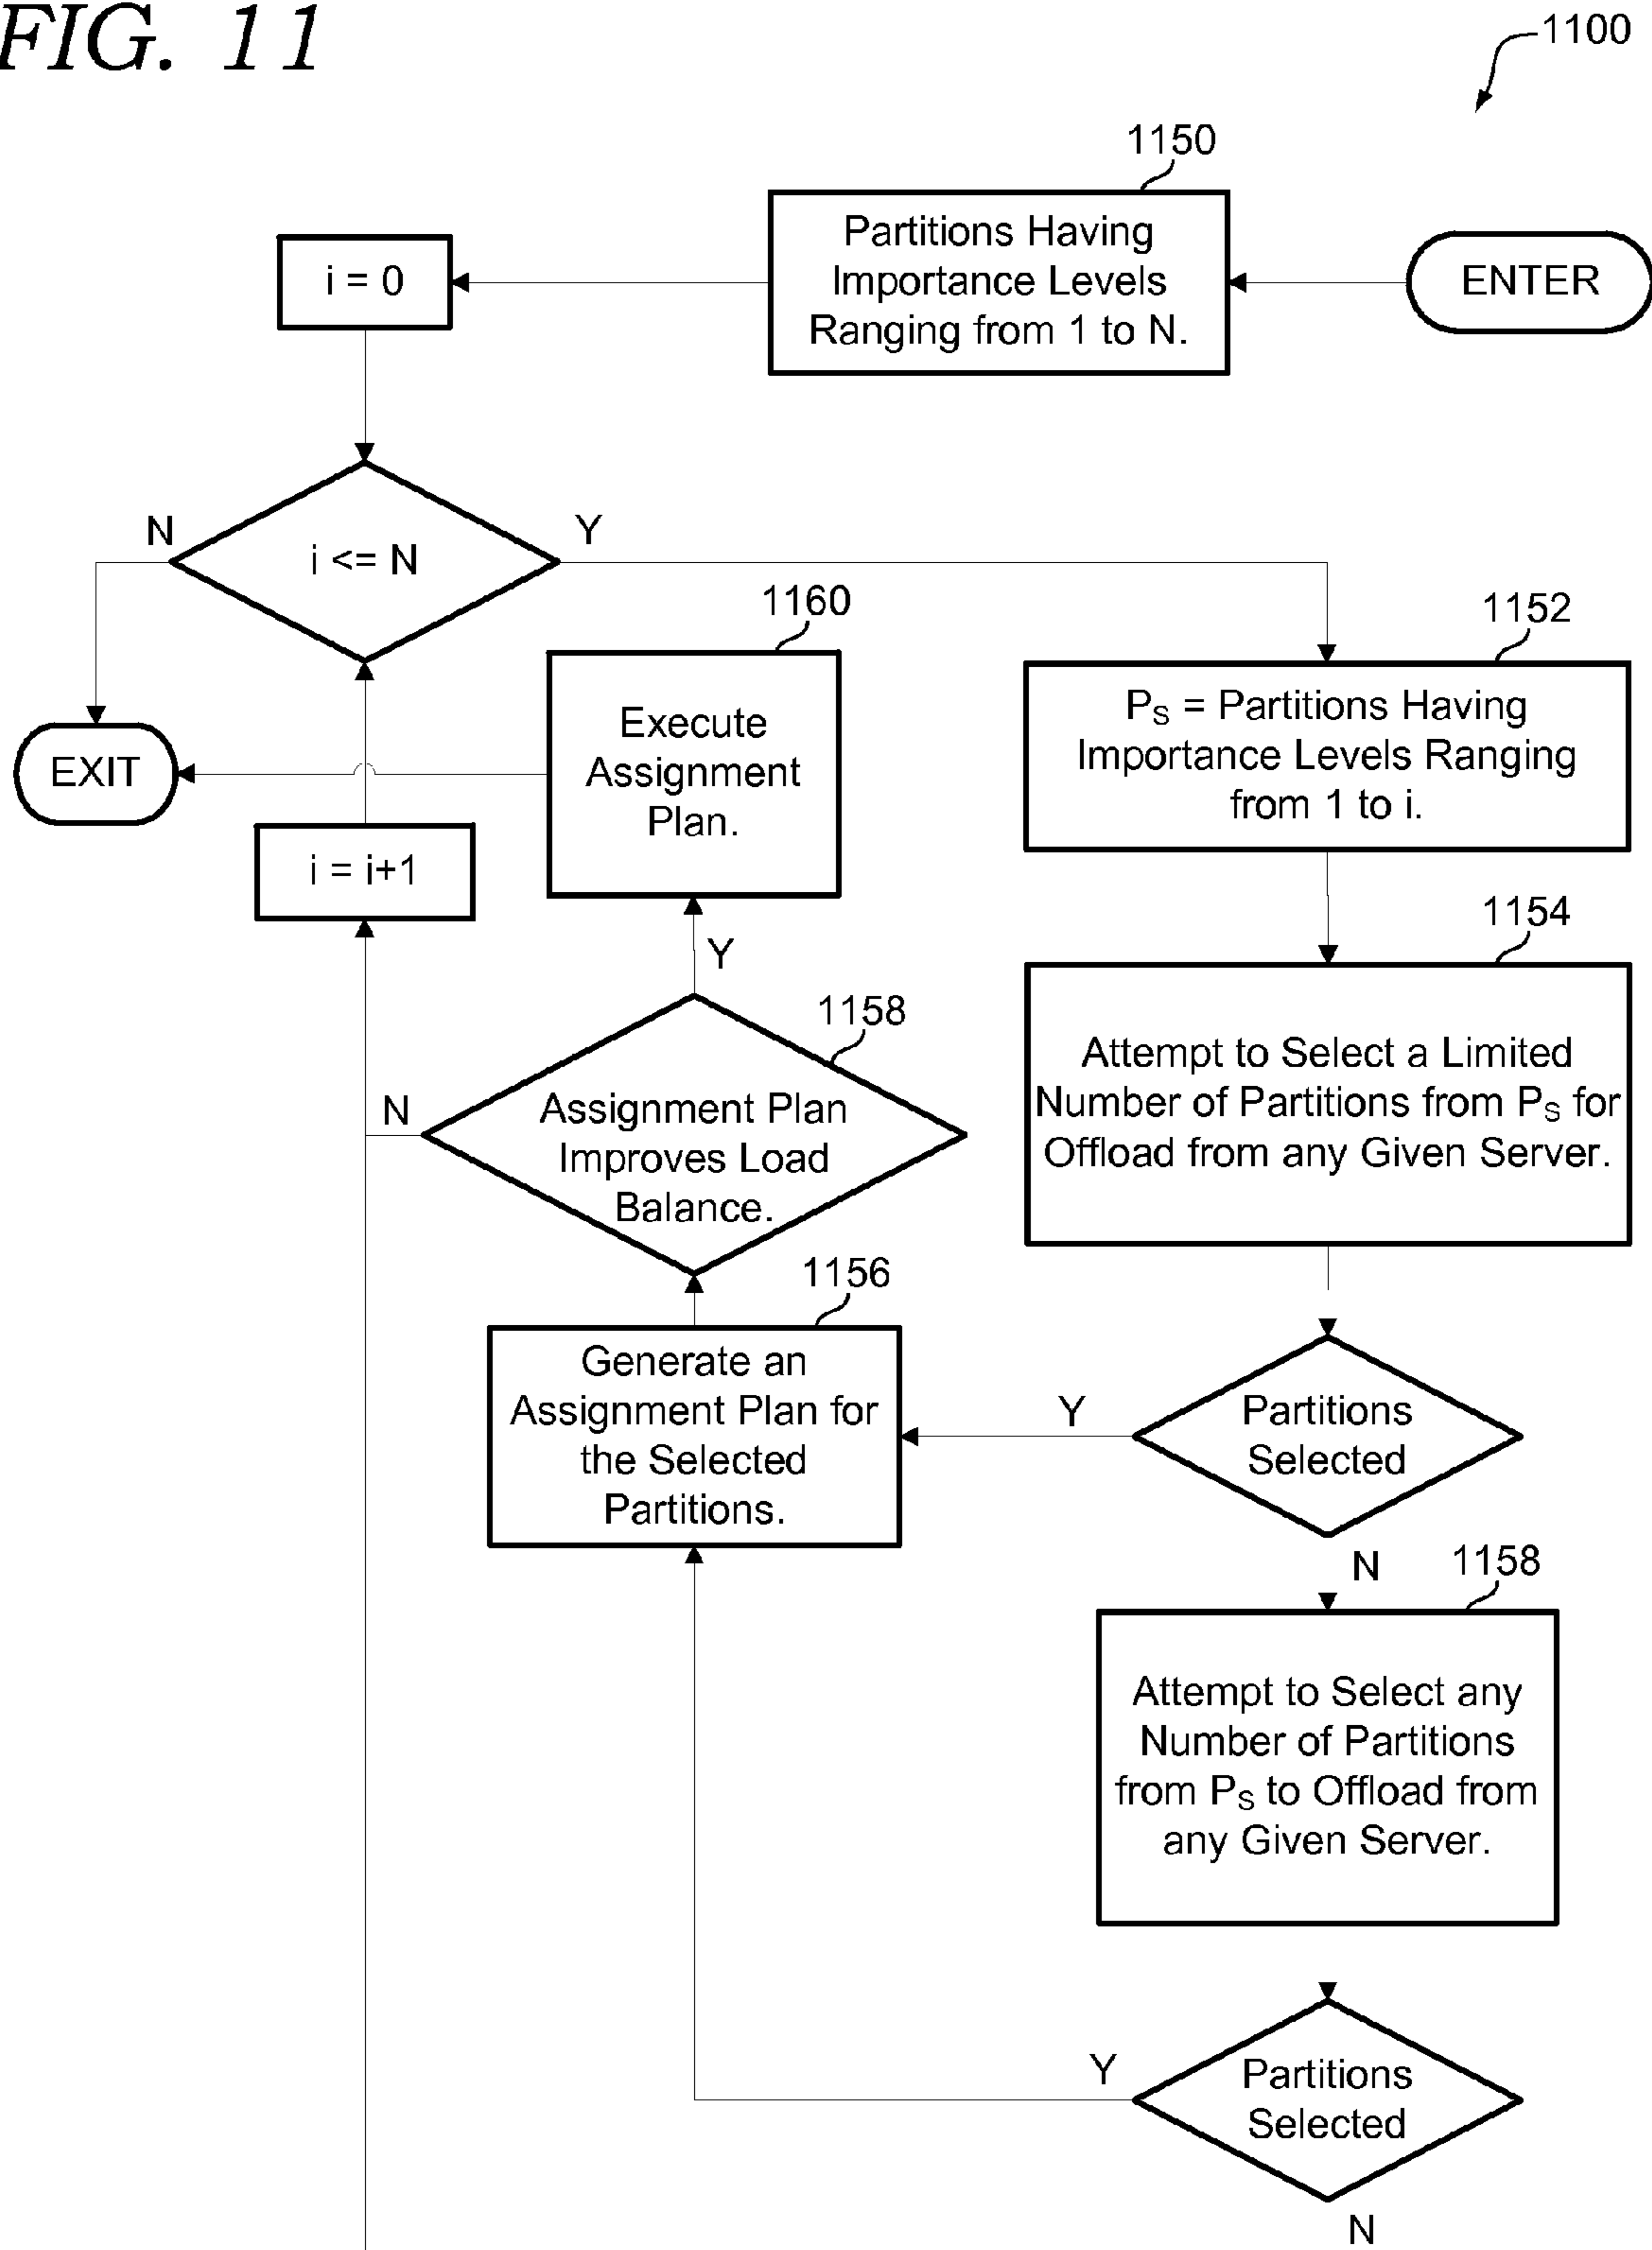 FIG. 11
1100
1150
Partitions Having
Importance Levels
Ranging from 1 to N.
ENTER
i = 0
N
i <= N
Y
1160
1152
Execute
Assignment
Plan.
EXIT
P_S = Partitions Having
Importance Levels Ranging
from 1 to i.
i = i+1
Y
1154
1158
N
Assignment Plan
Improves Load
Balance.
Attempt to Select a Limited
Number of Partitions from P_S for
Offload from any Given Server.
1156
Generate an
Assignment Plan for
the Selected
Partitions.
Y
Partitions
Selected
N
1158
Attempt to Select any
Number of Partitions
from P_S to Offload from
any Given Server.
Y
Partitions
Selected
N